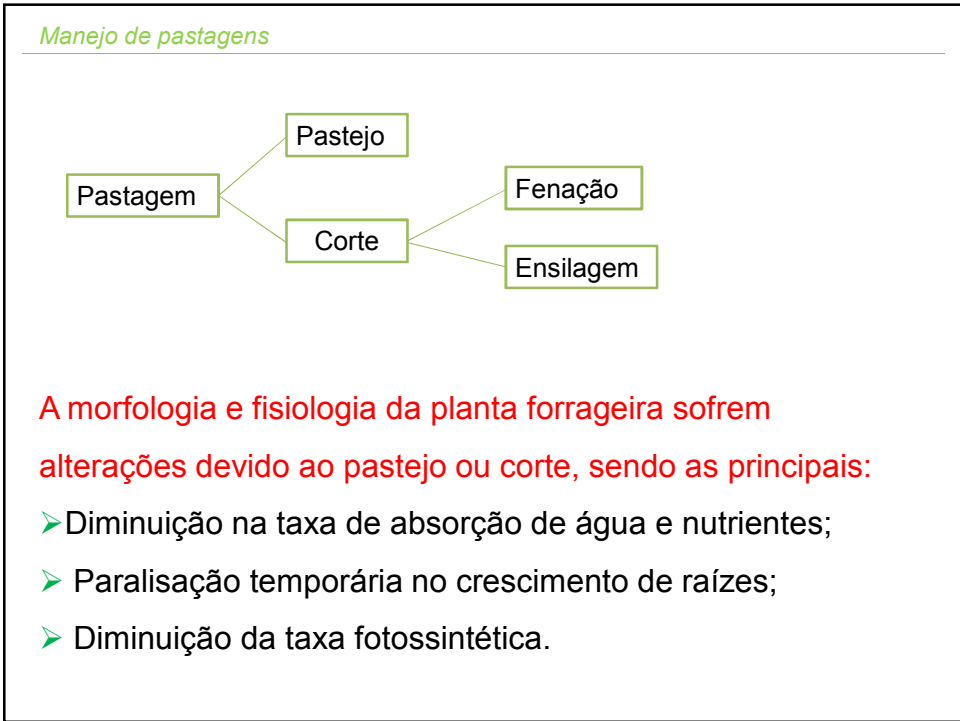 Manejo de pastagens
Pastejo
Pastagem
Fenação
Corte
Ensilagem
A morfologia e fisiologia da planta forrageira sofrem
alterações devido ao pastejo ou corte, sendo as principais:
➢Diminuição na taxa de absorção de água e nutrientes;
➢ Paralisação temporária no crescimento de raízes;
➢ Diminuição da taxa fotossintética.